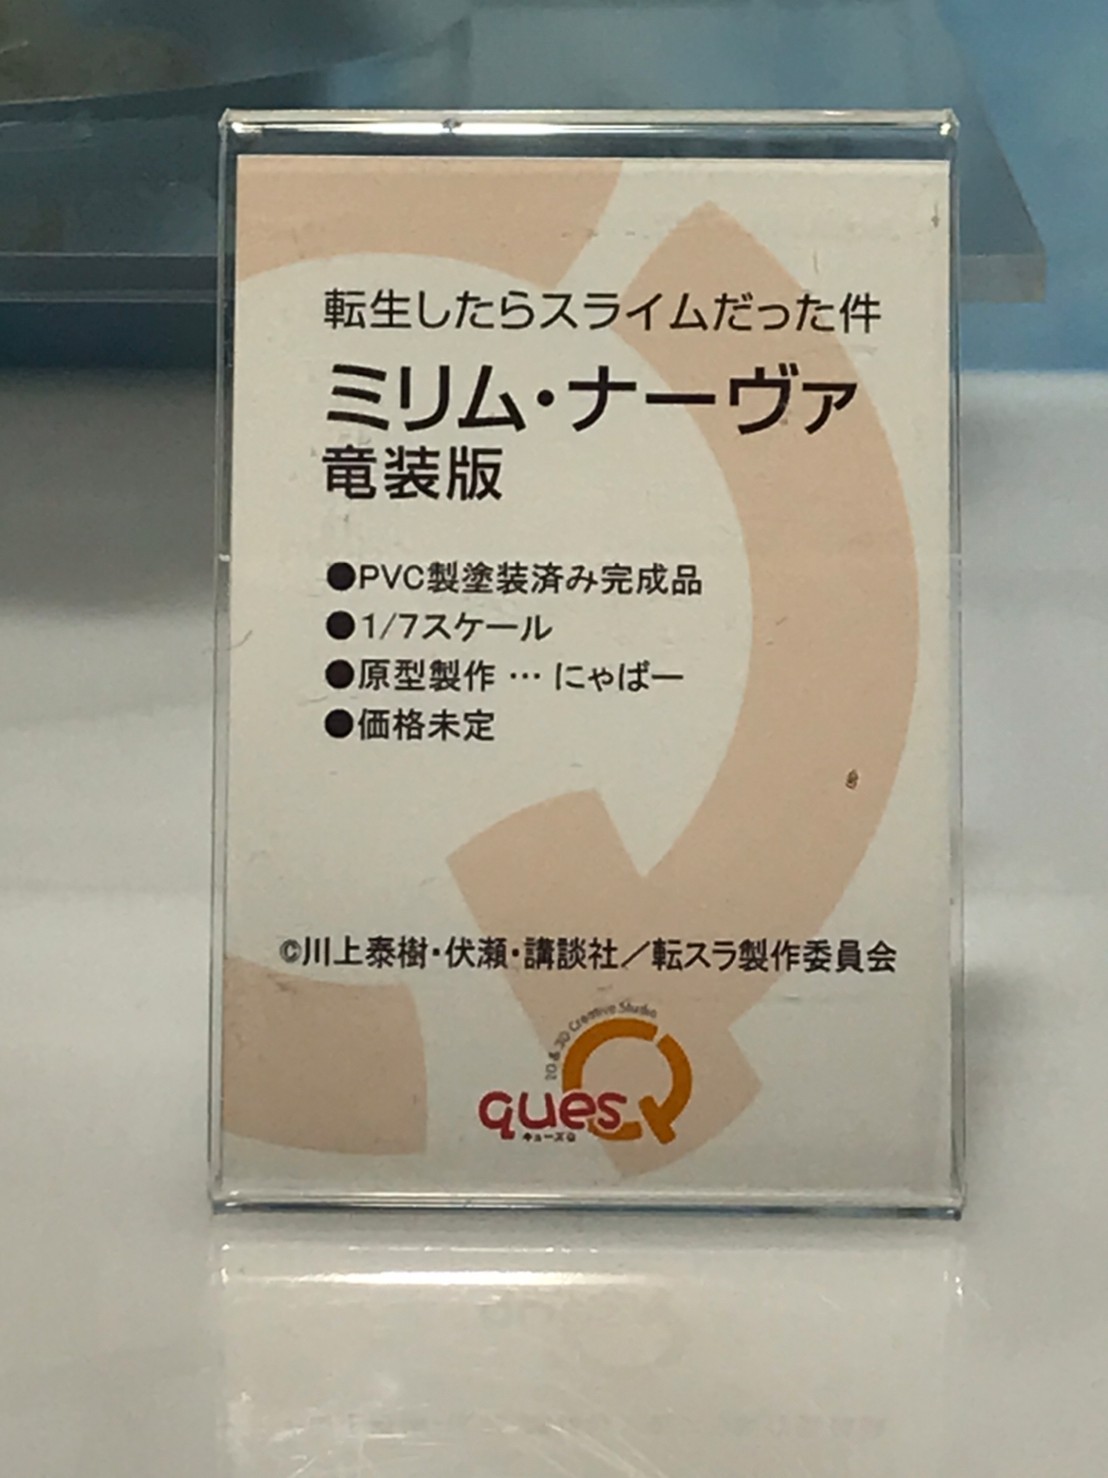 転生したらスライムだった件
ミリム・ナーヴァ
竜装版
●PVC製塗装済み完成品
●1/7スケール
●原型製作 … にゃばー
●価格未定
©川上泰樹・伏瀬・講談社／転スラ製作委員会
2D & 3D Creative Studio
quesQ
キューズQ